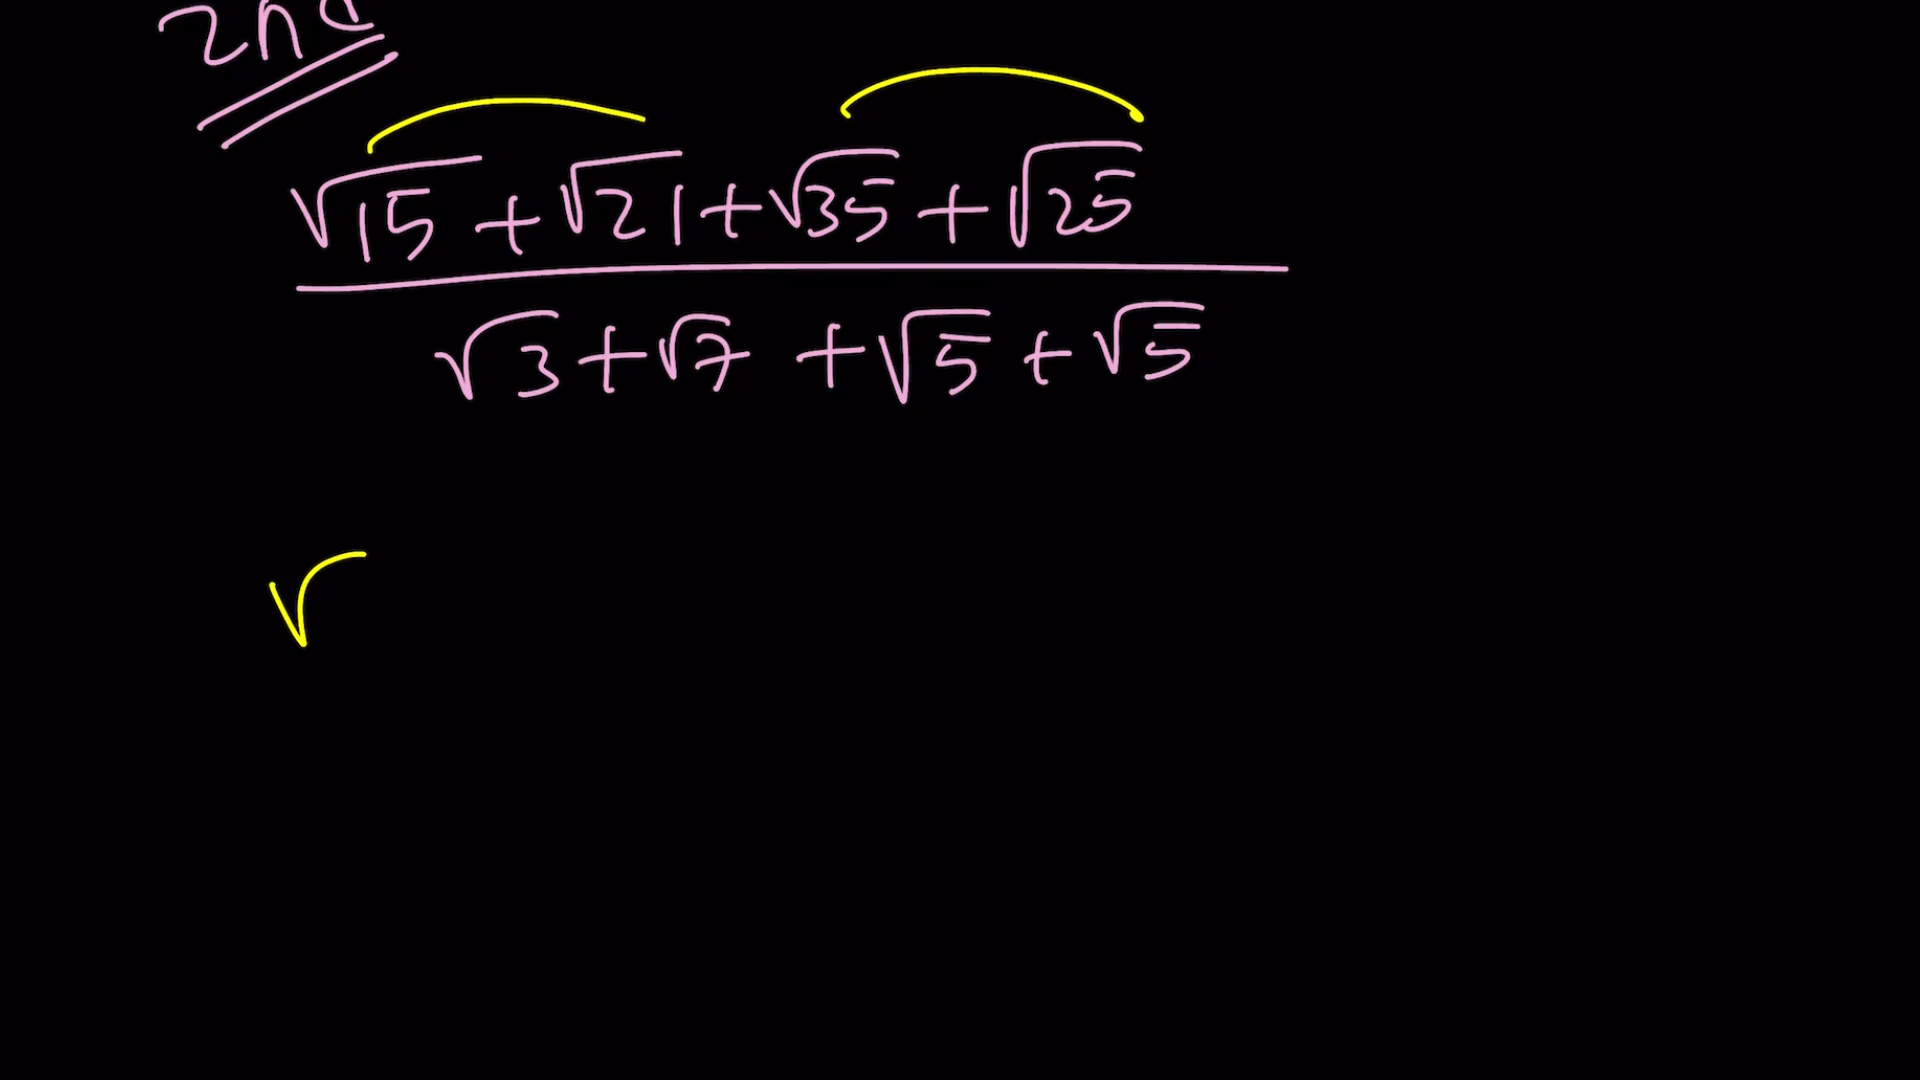 2nd
√15 + √21 + √35 + √25
√3 + √7 + √5 + √5
√